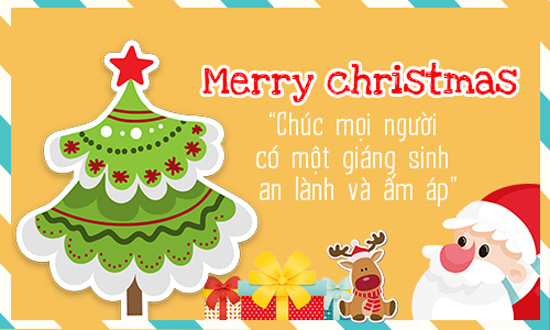 Merry christmas
“Chúc mọi người
có một giáng sinh
an lành và ấm áp”